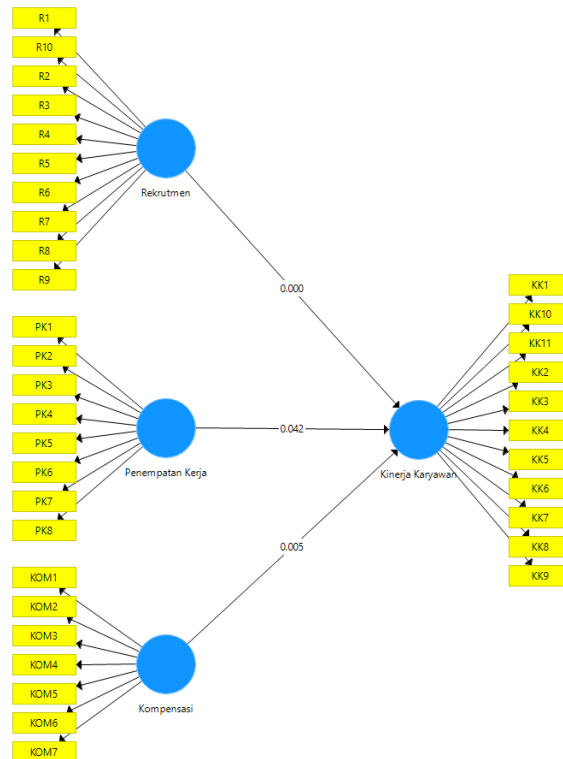 R1
R10
R2
R3
R4
R5
R6
R7
R8
R9
Rekrutmen
0.000
PK1
PK2
PK3
PK4
PK5
PK6
PK7
PK8
Penempatan Kerja
0.042
KOM1
KOM2
KOM3
KOM4
KOM5
KOM6
KOM7
Kompensasi
0.005
Kinerja Karyawan
KK1
KK10
KK11
KK2
KK3
KK4
KK5
KK6
KK7
KK8
KK9